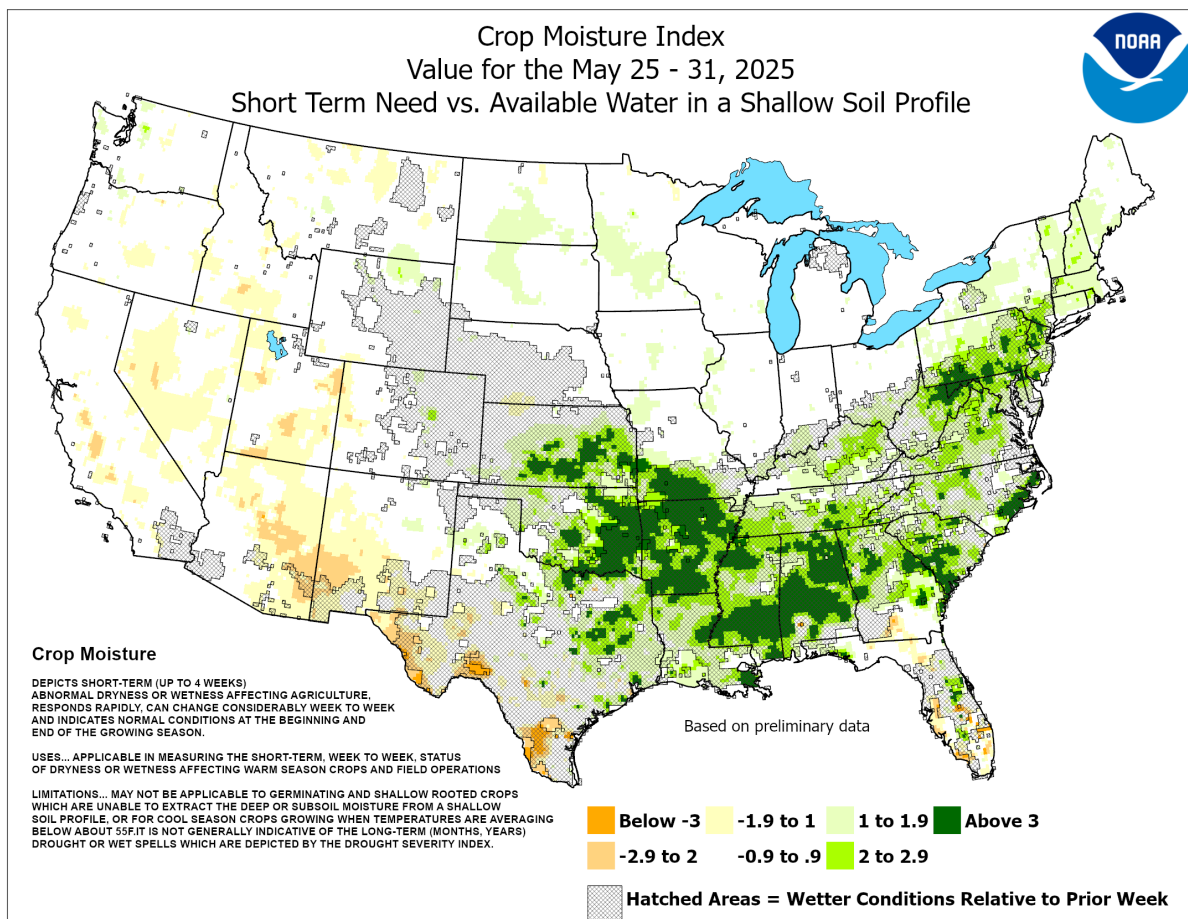 Crop Moisture Index
Value for the May 25 - 31, 2025
Short Term Need vs. Available Water in a Shallow Soil Profile
NOAA
Crop Moisture
DEPICTS SHORT-TERM (UP TO 4 WEEKS)
ABNORMAL DRYNESS OR WETNESS AFFECTING AGRICULTURE,
RESPONDS RAPIDLY, CAN CHANGE CONSIDERABLY WEEK TO WEEK
AND INDICATES NORMAL CONDITIONS AT THE BEGINNING AND
END OF THE GROWING SEASON.
USES... APPLICABLE IN MEASURING THE SHORT-TERM, WEEK TO WEEK, STATUS
OF DRYNESS OR WETNESS AFFECTING WARM SEASON CROPS AND FIELD OPERATIONS
LIMITATIONS... MAY NOT BE APPLICABLE TO GERMINATING AND SHALLOW ROOTED CROPS
WHICH ARE UNABLE TO EXTRACT THE DEEP OR SUBSOIL MOISTURE FROM A SHALLOW
SOIL PROFILE, OR FOR COOL SEASON CROPS GROWING WHEN TEMPERATURES ARE AVERAGING
BELOW ABOUT 55F.IT IS NOT GENERALLY INDICATIVE OF THE LONG-TERM (MONTHS, YEARS)
DROUGHT OR WET SPELLS WHICH ARE DEPICTED BY THE DROUGHT SEVERITY INDEX.
Based on preliminary data
Below -3 -1.9 to 1 1 to 1.9 Above 3
-2.9 to 2 -0.9 to .9 2 to 2.9
Hatched Areas = Wetter Conditions Relative to Prior Week